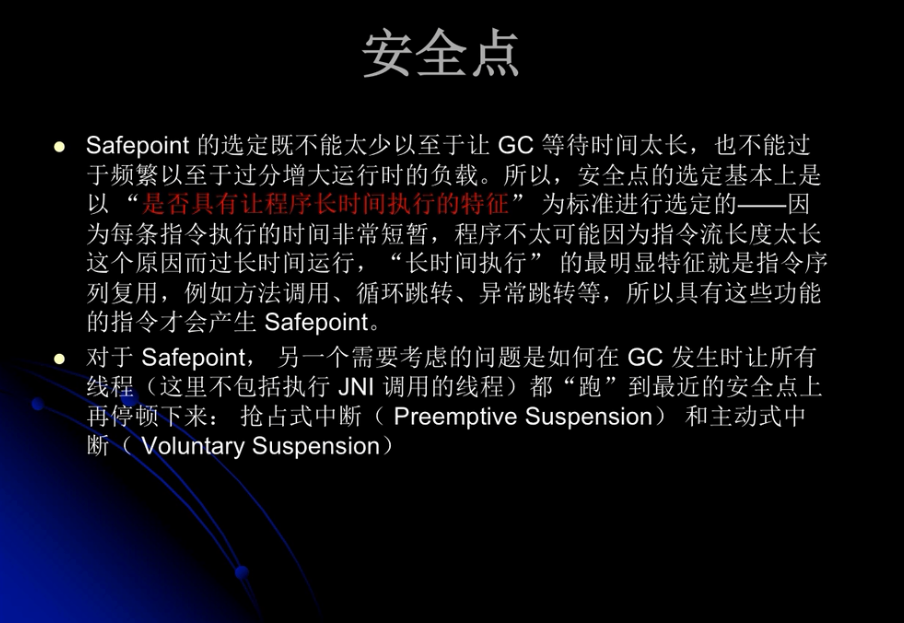 安全点
Safepoint 的选定既不能太少以至于让 GC 等待时间太长，也不能过
于频繁以至于过分增大运行时的负载。所以，安全点的选定基本上是
以 “是否具有让程序长时间执行的特征” 为标准进行选定的——因
为每条指令执行的时间非常短暂，程序不太可能因为指令流长度太长
这个原因而过长时间运行，“长时间执行” 的最明显特征就是指令序
列复用，例如方法调用、循环跳转、异常跳转等，所以具有这些功能
的指令才会产生 Safepoint。
对于 Safepoint， 另一个需要考虑的问题是如何在 GC 发生时让所有
线程（这里不包括执行 JNI 调用的线程）都“跑”到最近的安全点上
再停顿下来： 抢占式中断（ Preemptive Suspension） 和主动式中
断（ Voluntary Suspension）